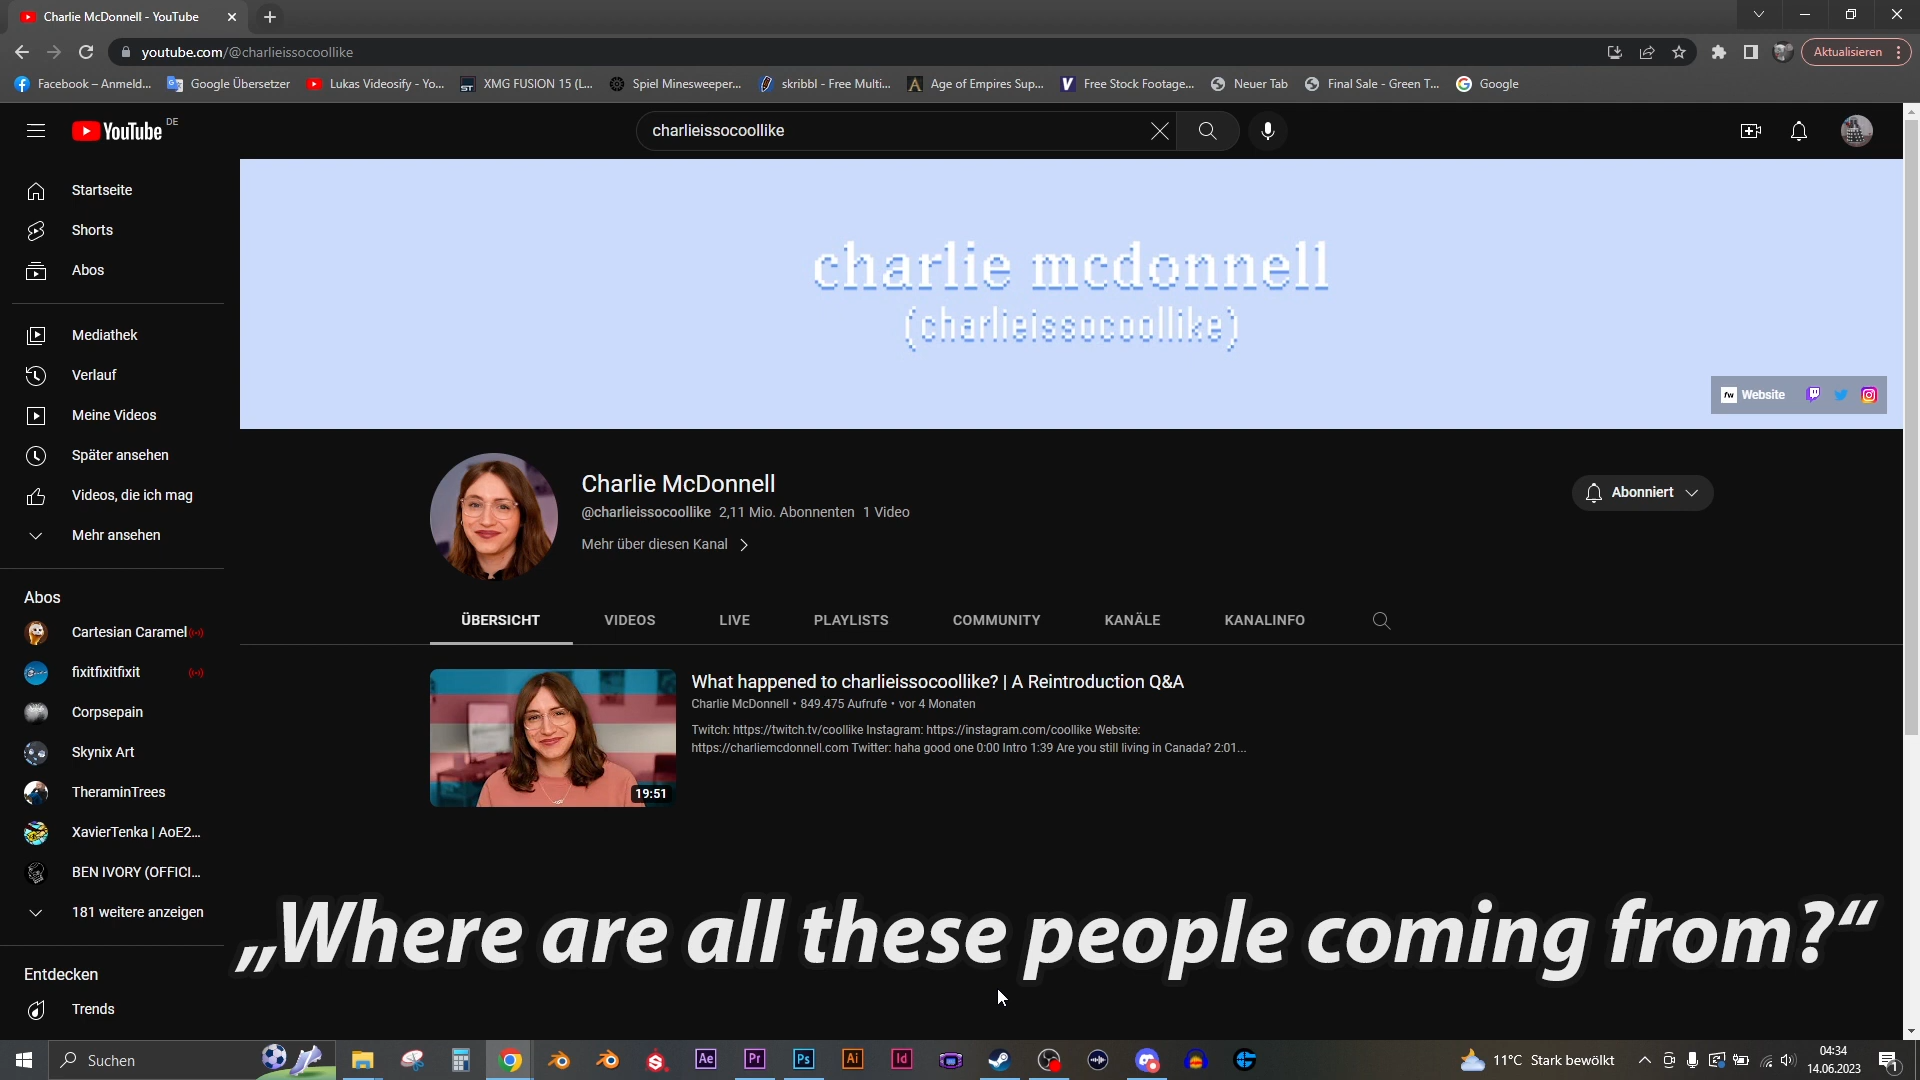 Charlie McDonnell - YouTube
youtube.com/@charlieissocoollike
Aktualisieren
Facebook – Anmeld...
Google Übersetzer
Lukas Videosify - Yo...
XMG FUSION 15 (L...
Spiel Minesweeper...
skribbl - Free Multi...
Age of Empires Sup...
Free Stock Footage...
Neuer Tab
Final Sale - Green T...
Google
YouTube DE
charlieissocoollike
Startseite
Shorts
Abos
Mediathek
Verlauf
Meine Videos
Später ansehen
Videos, die ich mag
Mehr ansehen
Abos
Cartesian Caramel
fixitfixitfixit
Corpsepain
Skynix Art
TheraminTrees
XavierTenka | AoE2...
BEN IVORY (OFFICI...
181 weitere anzeigen
Entdecken
Trends
charlie mcdonnell
(charlieissocoollike)
fw Website
Charlie McDonnell
@charlieissocoollike 2,11 Mio. Abonnenten 1 Video
Mehr über diesen Kanal
Abonniert
ÜBERSICHT
VIDEOS
LIVE
PLAYLISTS
COMMUNITY
KANÄLE
KANALINFO
19:51
What happened to charlieissocoollike? | A Reintroduction Q&A
Charlie McDonnell • 849.475 Aufrufe • vor 4 Monaten
Twitch: https://twitch.tv/coollike Instagram: https://instagram.com/coollike Website:
https://charliemcdonnell.com Twitter: haha good one 0:00 Intro 1:39 Are you still living in Canada? 2:01...
„Where are all these people coming from?“
Suchen
Ae
Pr
Ps
Ai
Id
11°C Stark bewölkt
04:34
14.06.2023
1